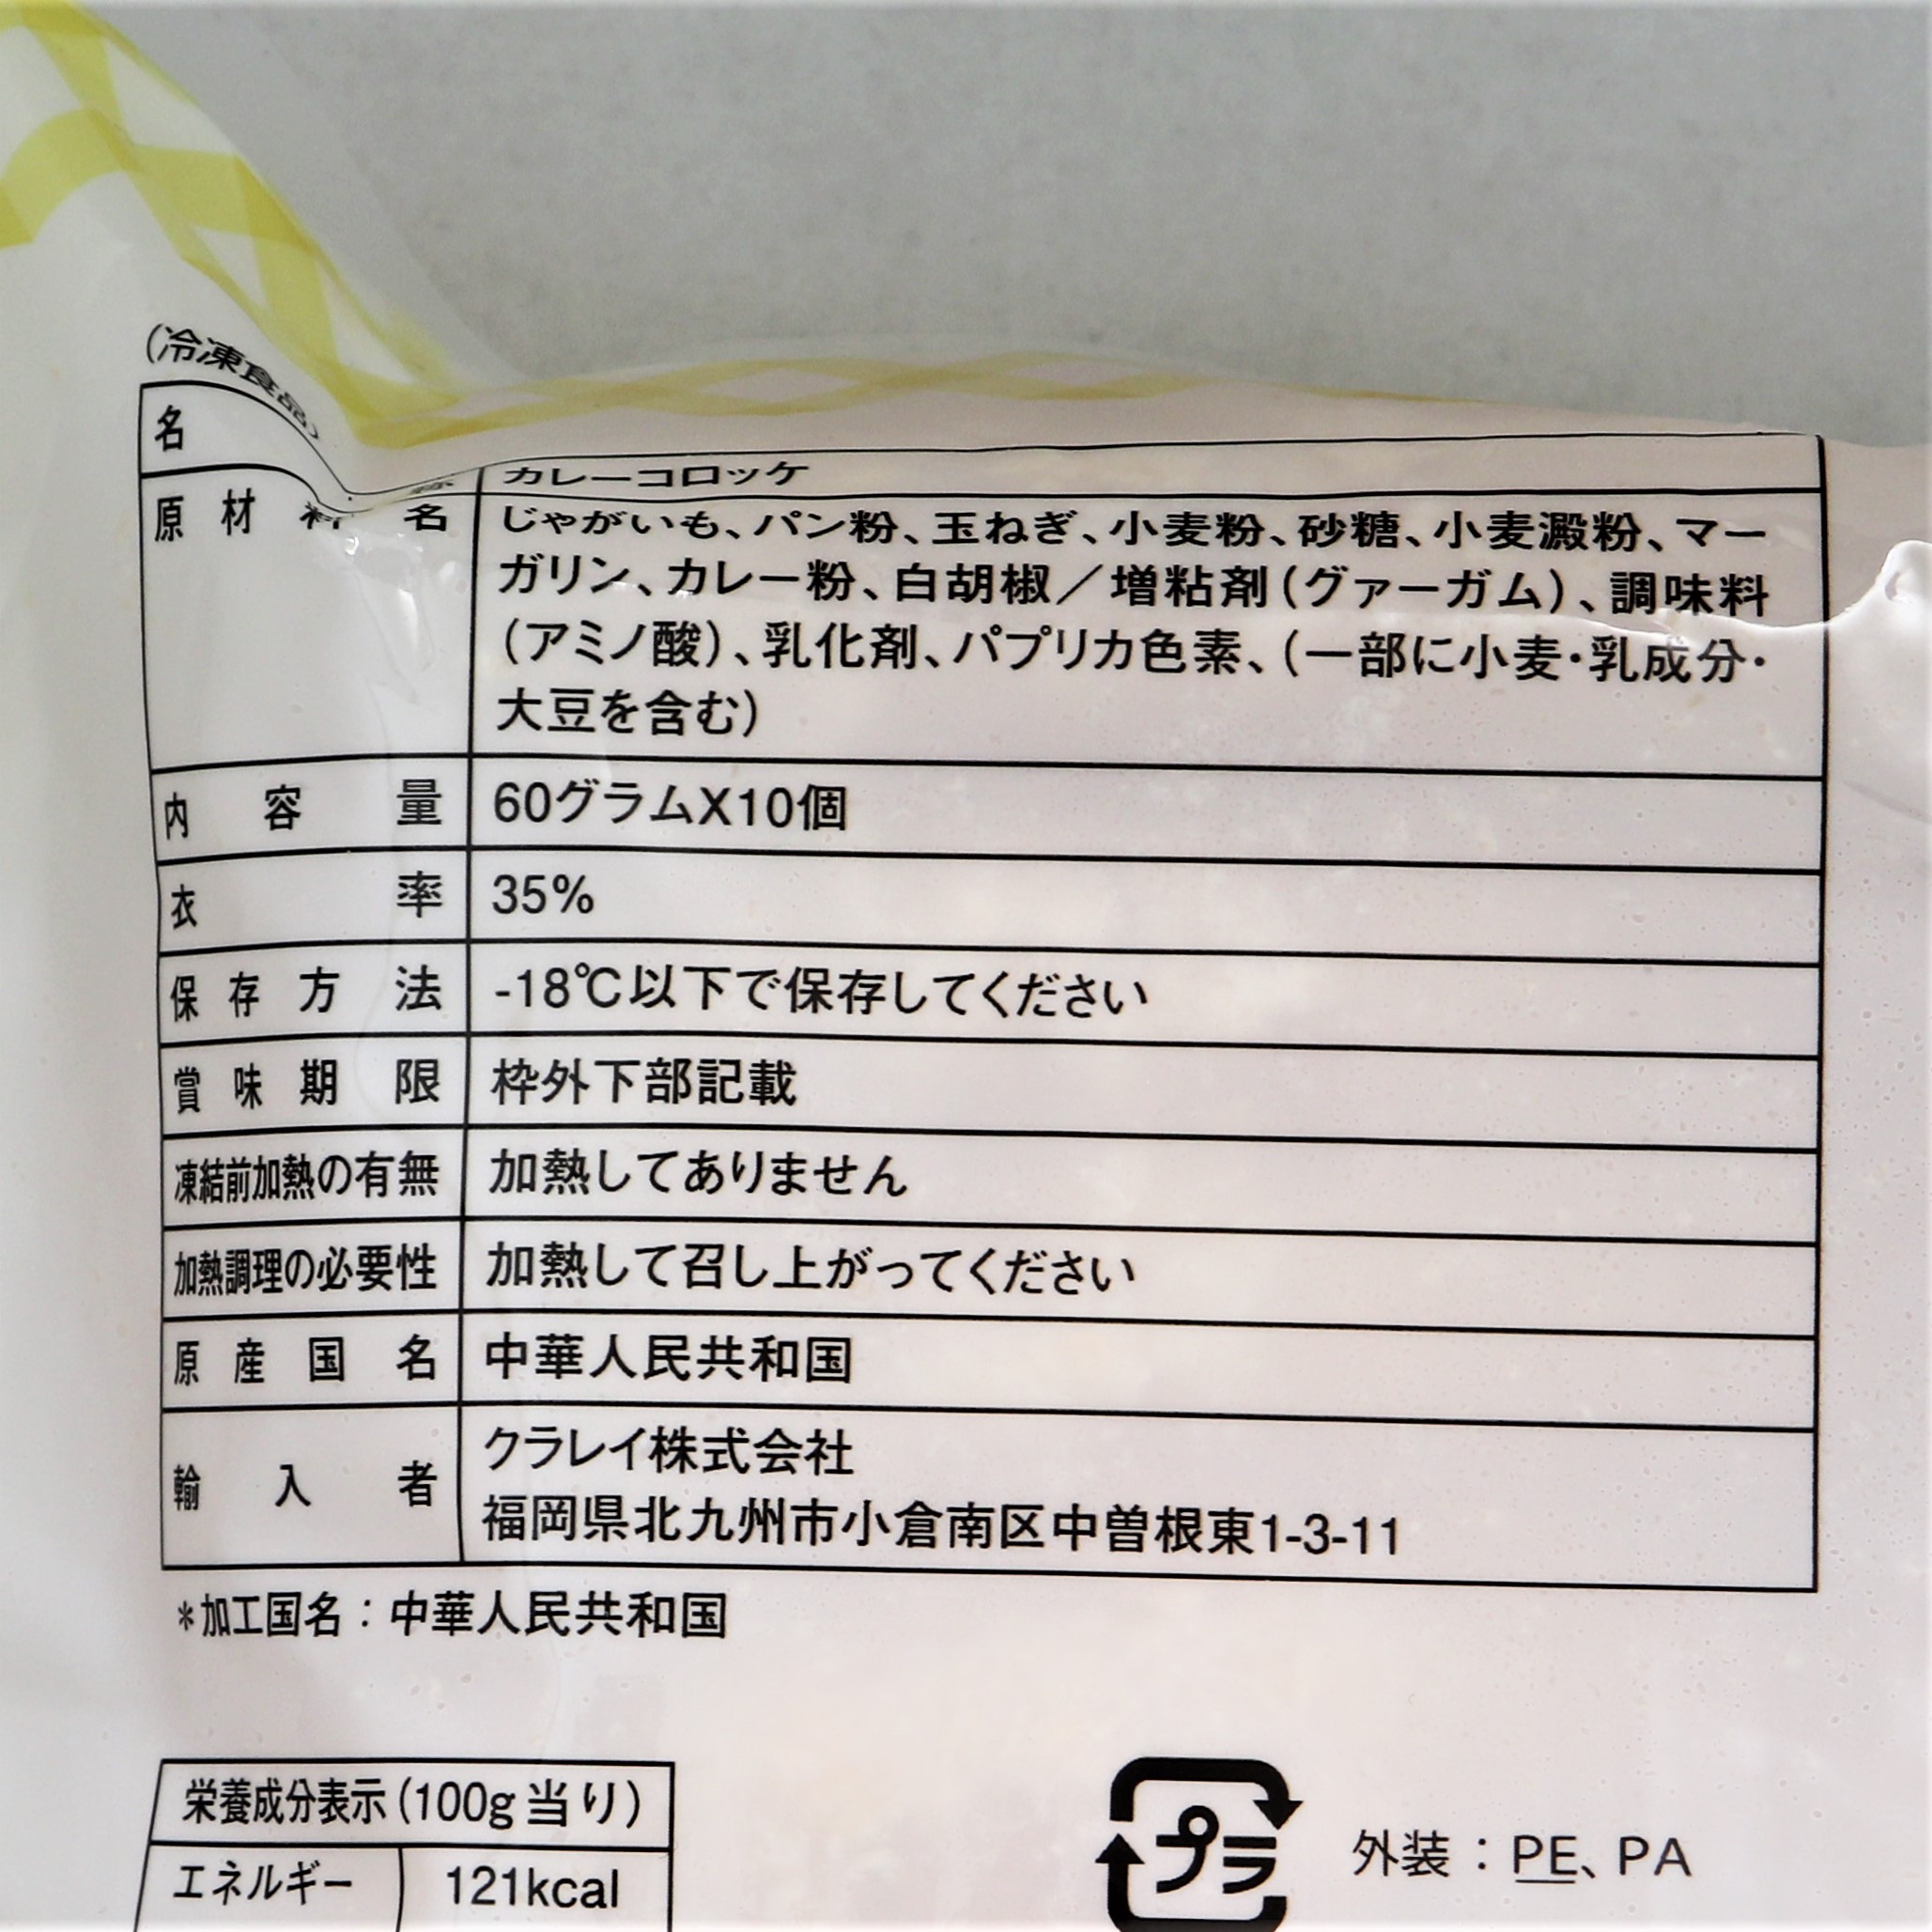 (冷凍食品)
名 称 カレーコロッケ
原材料名 じゃがいも、パン粉、玉ねぎ、小麦粉、砂糖、小麦澱粉、マー
ガリン、カレー粉、白胡椒／増粘剤(グァーガム)、調味料
(アミノ酸)、乳化剤、パプリカ色素、(一部に小麦・乳成分・
大豆を含む)
内容量 60グラムX10個
衣率 35%
保存方法 -18℃以下で保存してください
賞味期限 枠外下部記載
凍結前加熱の有無 加熱してありません
加熱調理の必要性 加熱して召し上がってください
原産国名 中華人民共和国
輸入者 クラレイ株式会社
福岡県北九州市小倉南区中曽根東1-3-11
*加工国名：中華人民共和国
栄養成分表示(100g当り)
エネルギー 121kcal
プラ
外装：PE、PA